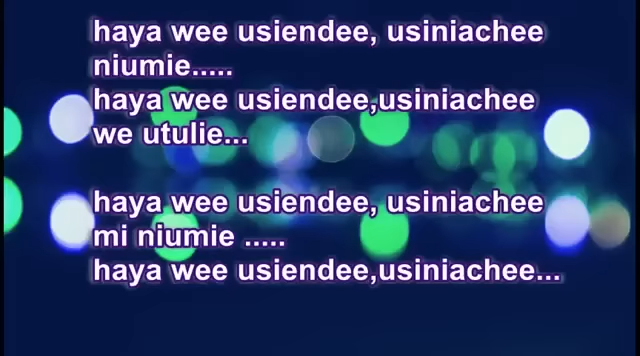 haya wee usiendee, usiniachee
niumie.....
haya wee usiendee,usiniachee
we utulie...
haya wee usiendee, usiniachee
mi niumie .....
haya wee usiendee,usiniachee...